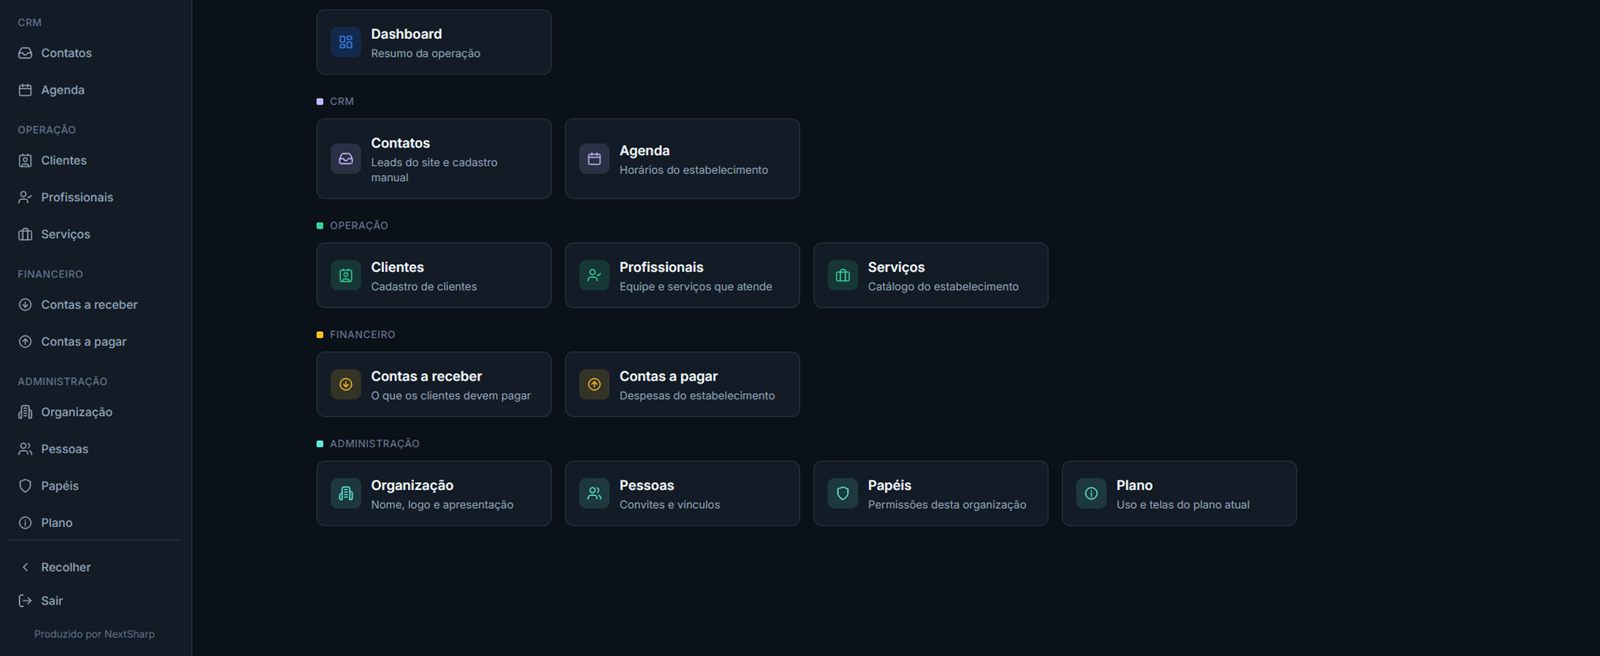 CRM
Contatos
Agenda
OPERAÇÃO
Clientes
Profissionais
Serviços
FINANCEIRO
Contas a receber
Contas a pagar
ADMINISTRAÇÃO
Organização
Pessoas
Papéis
Plano
Recolher
Sair
Produzido por NextSharp
Dashboard
Resumo da operação
CRM
Contatos
Leads do site e cadastro
manual
Agenda
Horários do estabelecimento
OPERAÇÃO
Clientes
Cadastro de clientes
Profissionais
Equipe e serviços que atende
Serviços
Catálogo do estabelecimento
FINANCEIRO
Contas a receber
O que os clientes devem pagar
Contas a pagar
Despesas do estabelecimento
ADMINISTRAÇÃO
Organização
Nome, logo e apresentação
Pessoas
Convites e vínculos
Papéis
Permissões desta organização
Plano
Uso e telas do plano atual